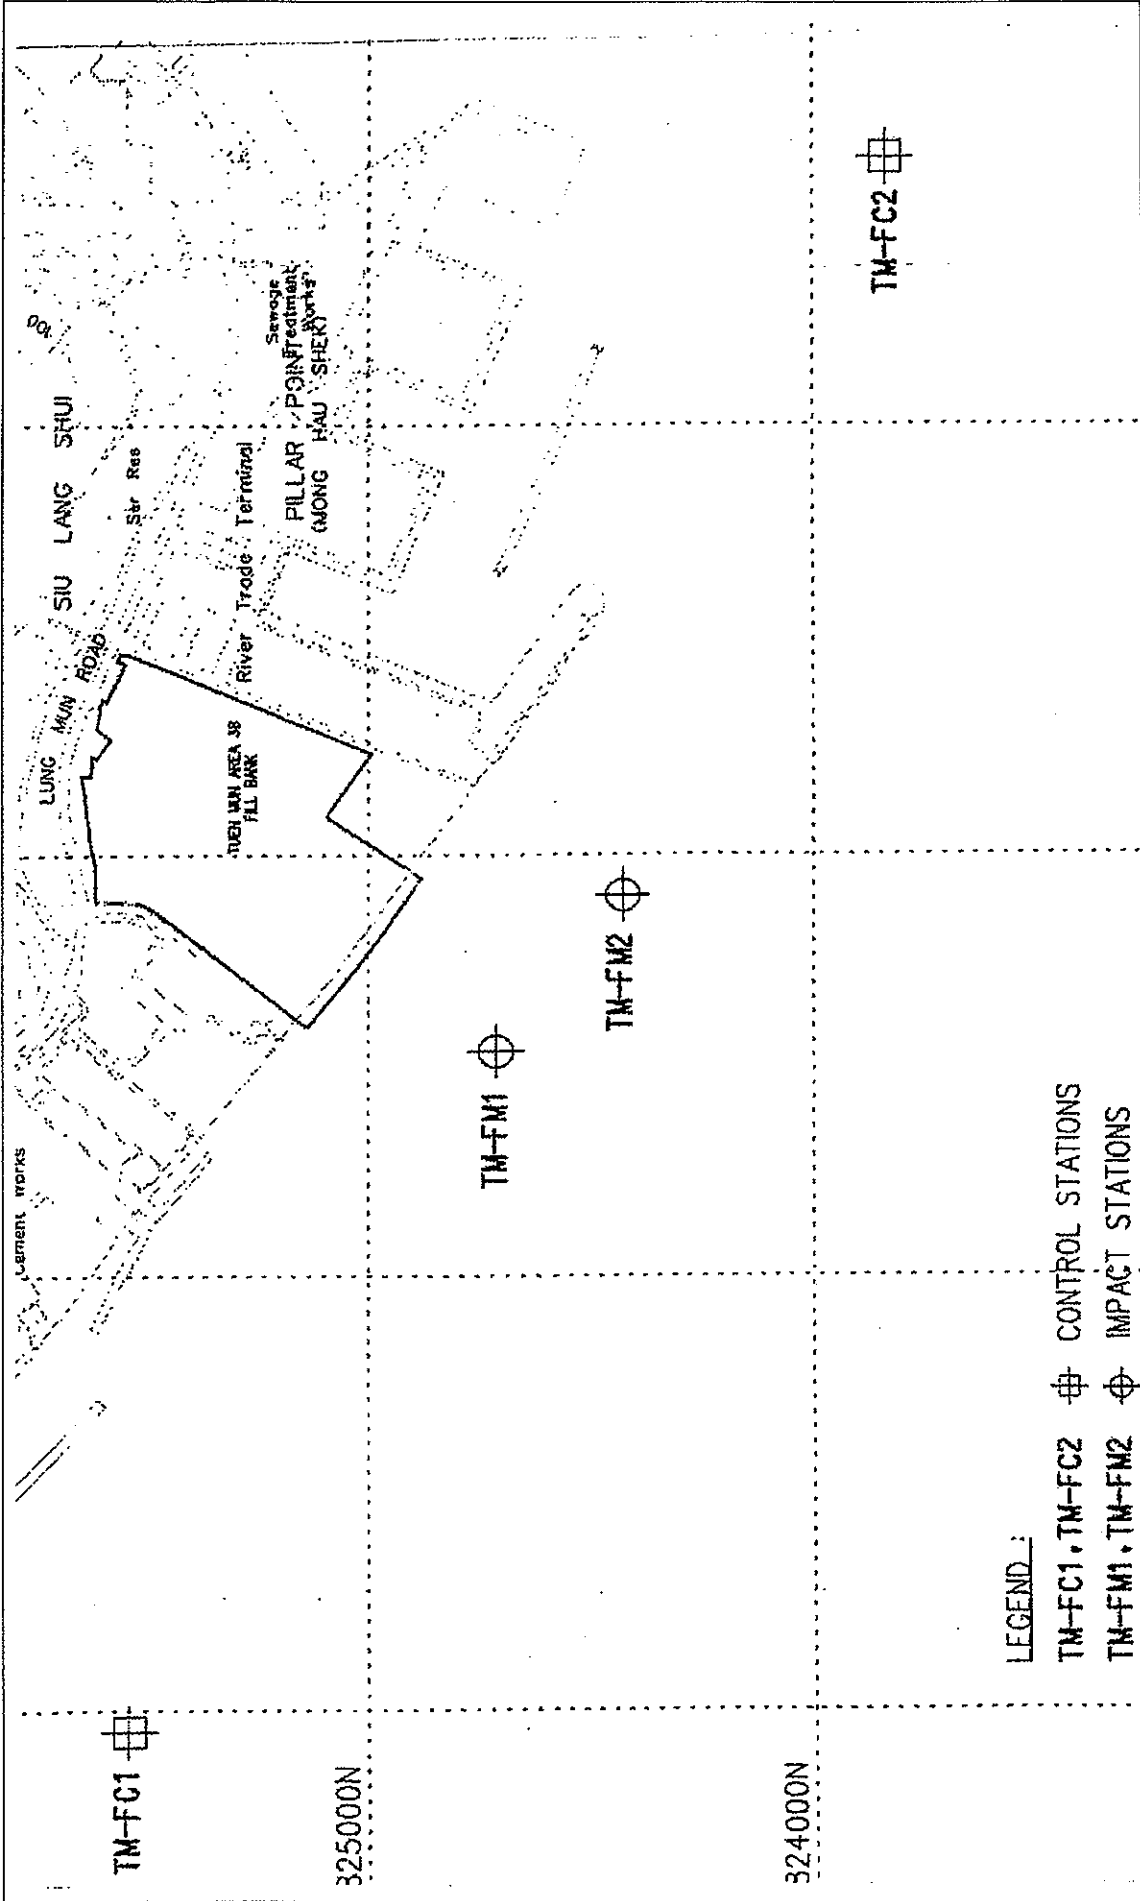 TM-FC1
825000N
824000N
Cement Works
LUNG MUN ROAD
SIU LANG SHUI
Ser Res
River Trade Terminal
Sewage
Treatment
Works
PILLAR POINT
(MONG HAU SHEK)
TUEN MUN AREA 38
FILL BANK
TM-FM1
TM-FM2
TM-FC2
LEGEND :
TM-FC1,TM-FC2 CONTROL STATIONS
TM-FM1,TM-FM2 IMPACT STATIONS